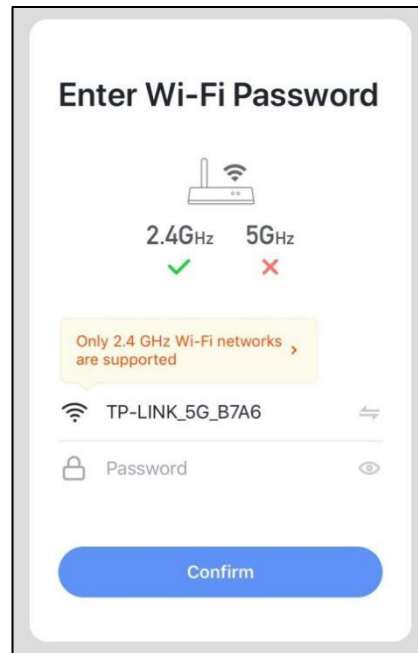 Enter Wi-Fi Password
2.4GHz 5GHz
Only 2.4 GHz Wi-Fi networks
are supported
TP-LINK_5G_B7A6
Password
Confirm